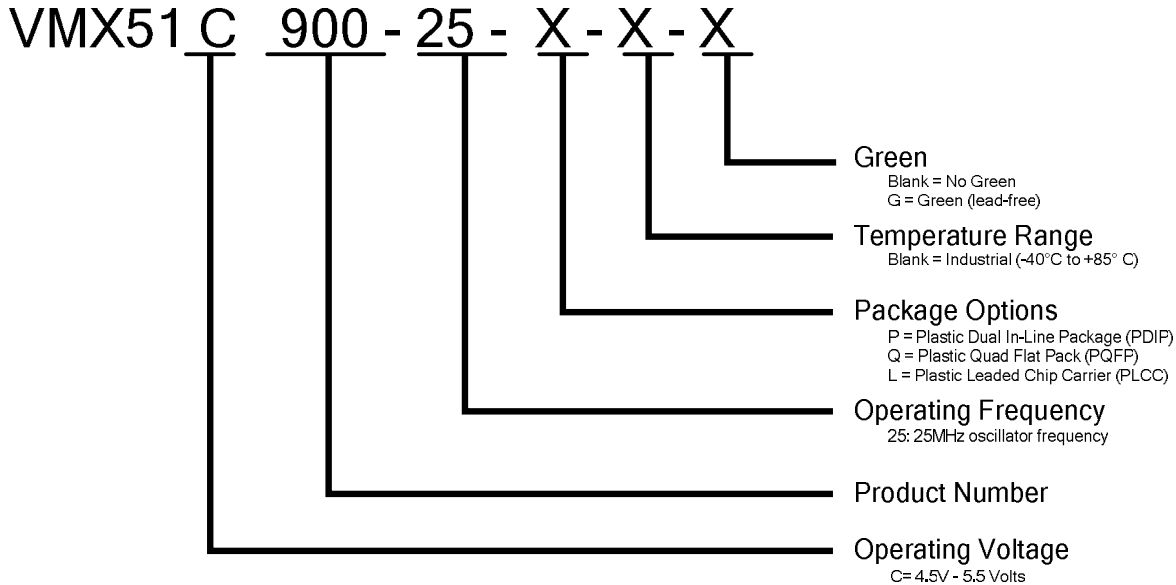 VMX51 C 900 - 25 - X - X - X
Green
Blank = No Green
G = Green (lead-free)
Temperature Range
Blank = Industrial (-40°C to +85° C)
Package Options
P = Plastic Dual In-Line Package (PDIP)
Q = Plastic Quad Flat Pack (PQFP)
L = Plastic Leaded Chip Carrier (PLCC)
Operating Frequency
25: 25MHz oscillator frequency
Product Number
Operating Voltage
C= 4.5V - 5.5 Volts